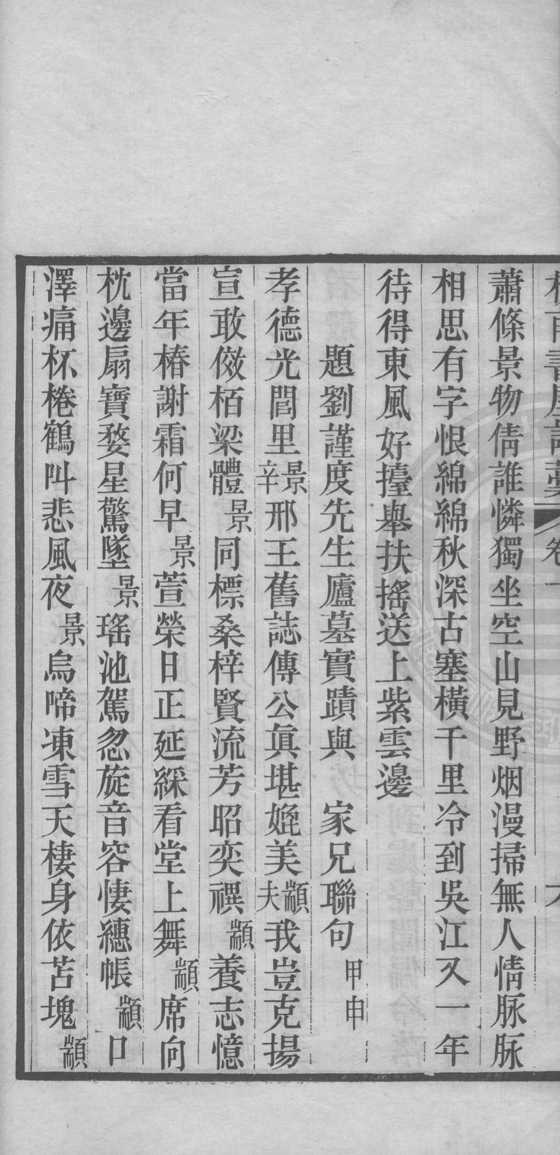 蕭條景物倩誰憐獨坐空山見野烟漫掃無人情脉脉
相思有字恨綿綿秋深古塞橫千里冷到吳江又一年
待得東風好擡舉扶搖送上紫雲邊
題劉謹度先生廬墓實蹟與 家兄聯句 甲申
孝德光閭里景辛邢王舊誌傳公眞堪媲美顓夫我豈克揚
宣敢傚栢梁體景同標桑梓賢流芳昭奕禩顓養志憶
當年椿謝霜何早景萱榮日正延綵看堂上舞顓席向
枕邊扇寶婺星驚墜景瑤池駕忽旋音容悽繐帳顓口
澤痛杯棬鶴叫悲風夜景烏啼凍雪天棲身依苫塊顓